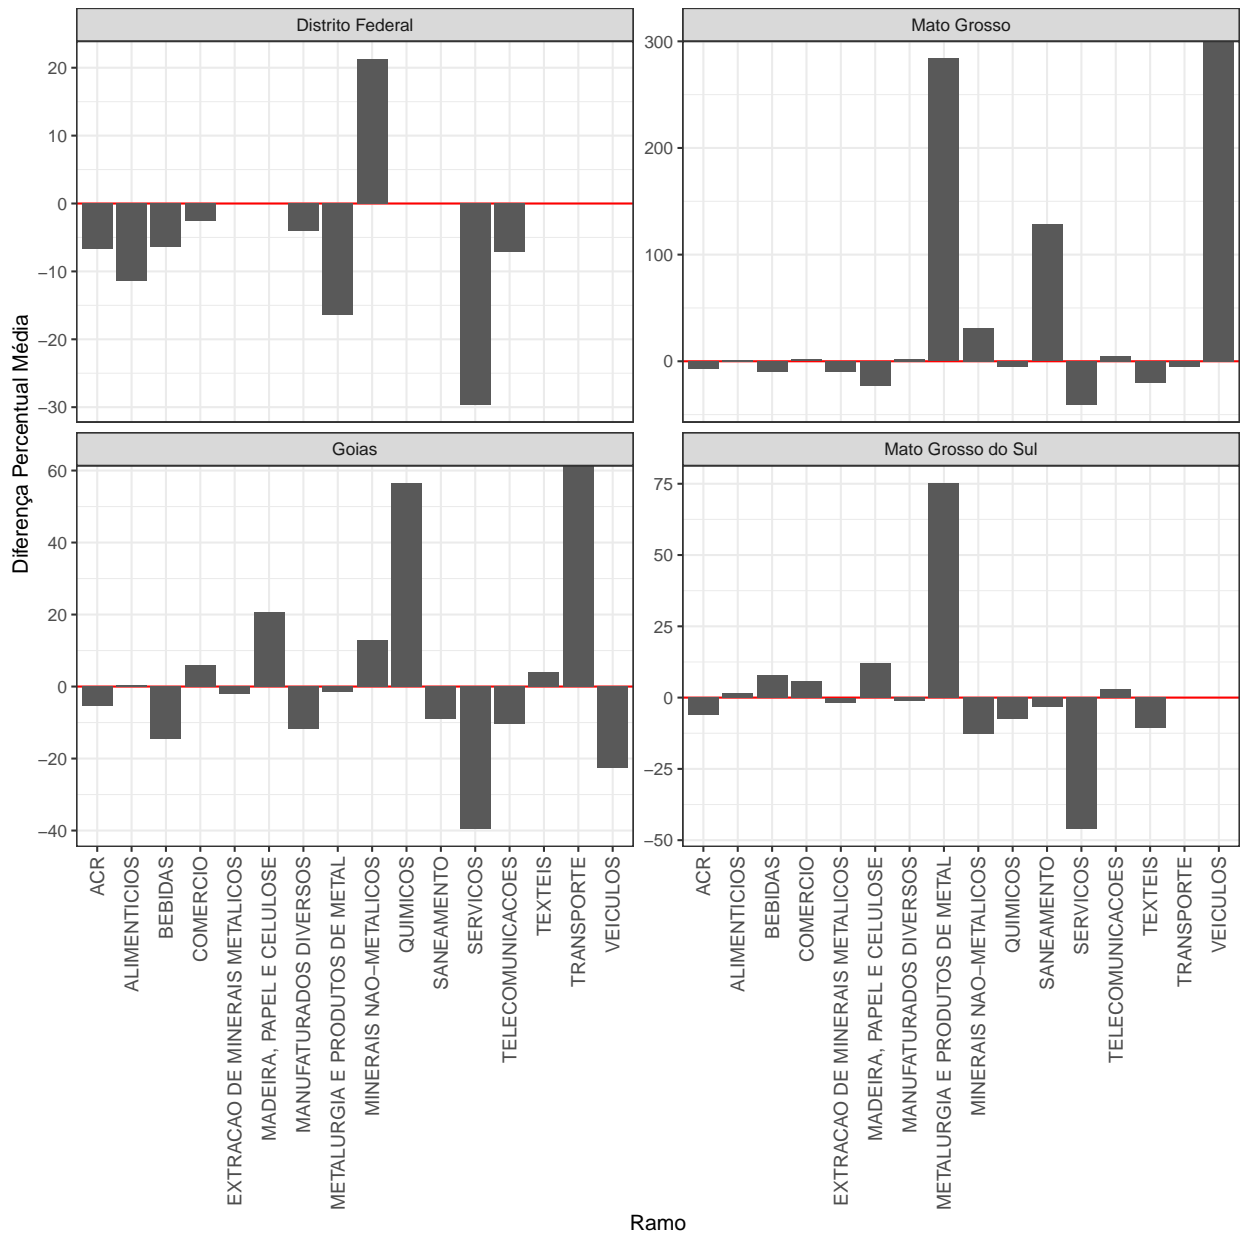 Distrito Federal
Mato Grosso
20
10
0
−10
−20
−30
300
200
100
0
Diferença Percentual Média
Goias
Mato Grosso do Sul
60
40
20
0
−20
−40
75
50
25
0
−25
−50
ACR
ALIMENTICIOS
BEBIDAS
COMERCIO
EXTRACAO DE MINERAIS METALICOS
MADEIRA, PAPEL E CELULOSE
MANUFATURADOS DIVERSOS
METALURGIA E PRODUTOS DE METAL
MINERAIS NAO−METALICOS
QUIMICOS
SANEAMENTO
SERVICOS
TELECOMUNICACOES
TEXTEIS
TRANSPORTE
VEICULOS
ACR
ALIMENTICIOS
BEBIDAS
COMERCIO
EXTRACAO DE MINERAIS METALICOS
MADEIRA, PAPEL E CELULOSE
MANUFATURADOS DIVERSOS
METALURGIA E PRODUTOS DE METAL
MINERAIS NAO−METALICOS
QUIMICOS
SANEAMENTO
SERVICOS
TELECOMUNICACOES
TEXTEIS
TRANSPORTE
VEICULOS
Ramo